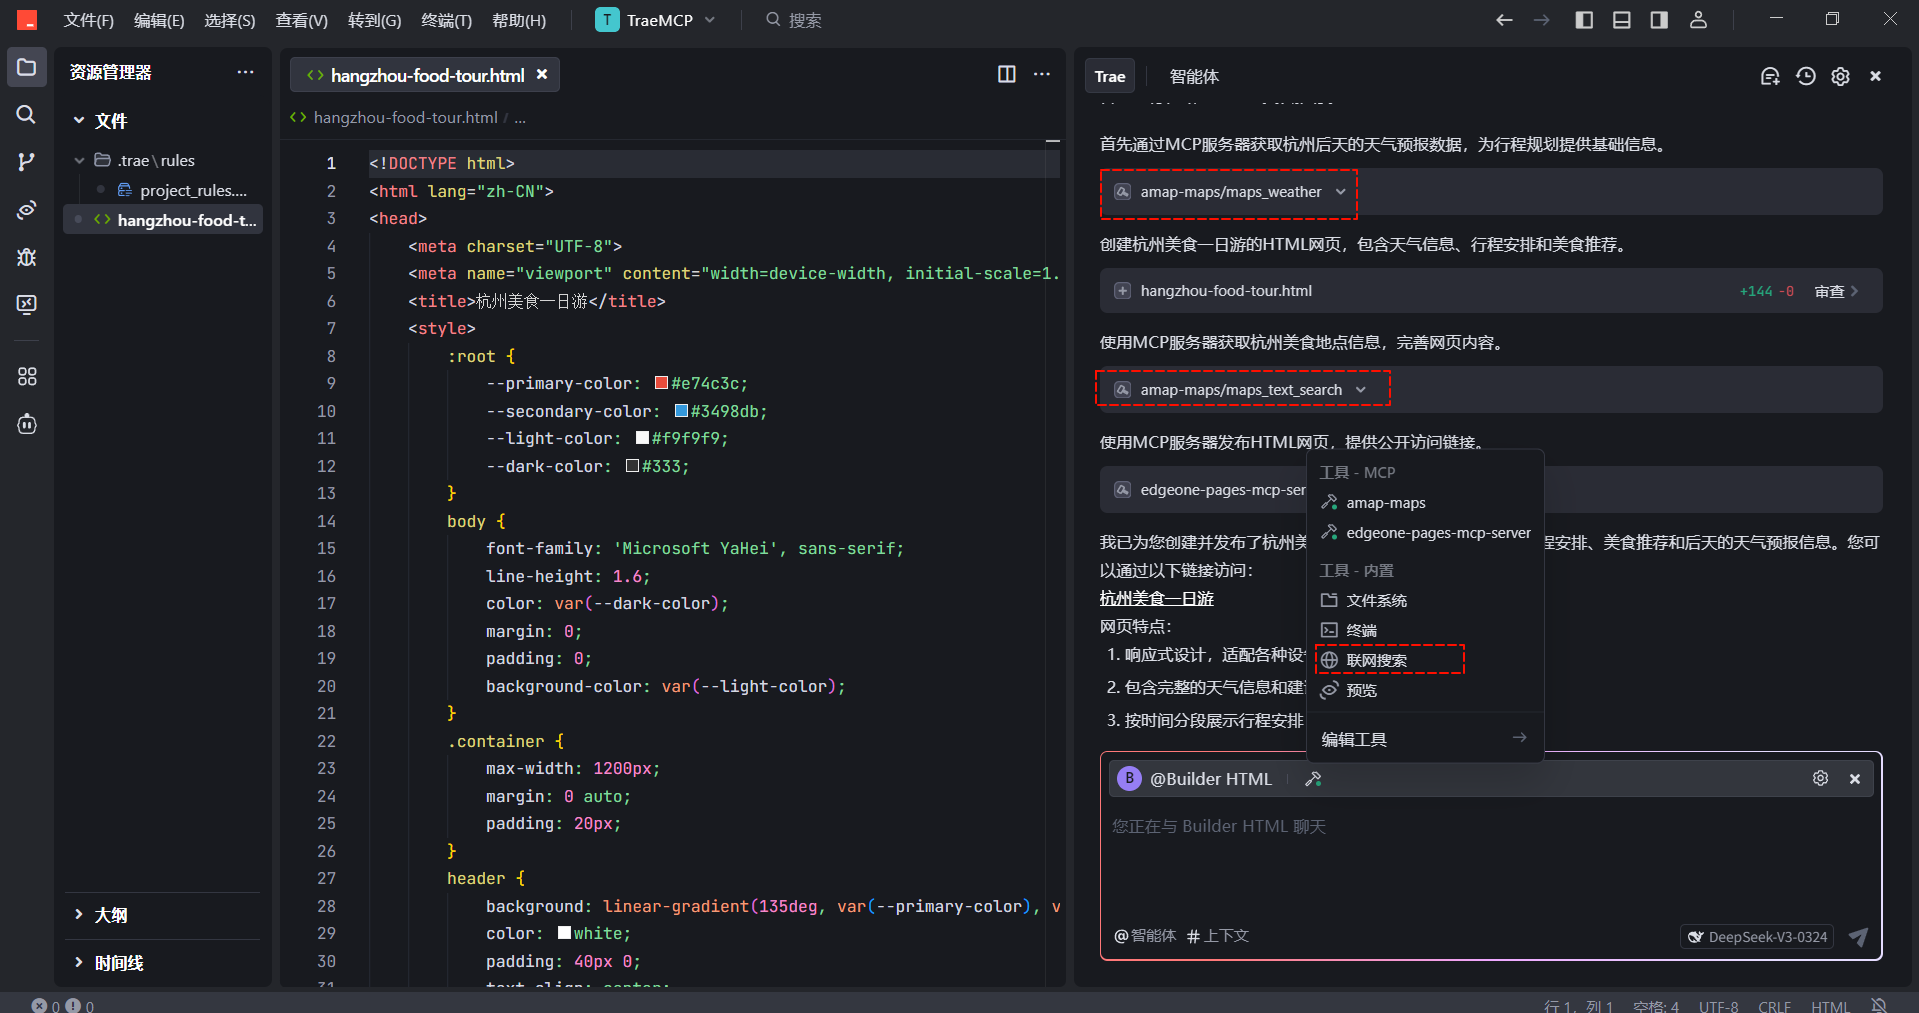 文件(F) 编辑(E) 选择(S) 查看(V) 转到(G) 终端(T) 帮助(H) T TraeMCP 搜索
资源管理器 ···
文件
.trae\rules
project_rules....
hangzhou-food-t...
大纲
时间线
hangzhou-food-tour.html
hangzhou-food-tour.html / ...
1 <!DOCTYPE html>
2 <html lang="zh-CN">
3 <head>
4 <meta charset="UTF-8">
5 <meta name="viewport" content="width=device-width, initial-scale=1.
6 <title>杭州美食一日游</title>
7 <style>
8 :root {
9 --primary-color: #e74c3c;
10 --secondary-color: #3498db;
11 --light-color: #f9f9f9;
12 --dark-color: #333;
13 }
14 body {
15 font-family: 'Microsoft YaHei', sans-serif;
16 line-height: 1.6;
17 color: var(--dark-color);
18 margin: 0;
19 padding: 0;
20 background-color: var(--light-color);
21 }
22 .container {
23 max-width: 1200px;
24 margin: 0 auto;
25 padding: 20px;
26 }
27 header {
28 background: linear-gradient(135deg, var(--primary-color), v
29 color: white;
30 padding: 40px 0;
31 text-align: center;
Trae 智能体
首先通过MCP服务器获取杭州后天的天气预报数据，为行程规划提供基础信息。
amap-maps/maps_weather
创建杭州美食一日游的HTML网页，包含天气信息、行程安排和美食推荐。
hangzhou-food-tour.html +144 -0 审查
使用MCP服务器获取杭州美食地点信息，完善网页内容。
amap-maps/maps_text_search
使用MCP服务器发布HTML网页，提供公开访问链接。
edgeone-pages-mcp-ser
我已为您创建并发布了杭州美
程安排、美食推荐和后天的天气预报信息。您可
以通过以下链接访问：
杭州美食一日游
网页特点：
1. 响应式设计，适配各种设
2. 包含完整的天气信息和建
3. 按时间分段展示行程安排
工具 - MCP
amap-maps
edgeone-pages-mcp-server
工具 - 内置
文件系统
终端
联网搜索
预览
编辑工具
B @Builder HTML
您正在与 Builder HTML 聊天
@智能体 # 上下文
DeepSeek-V3-0324
0 0
行 1，列 1 空格: 4 UTF-8 CRLF HTML